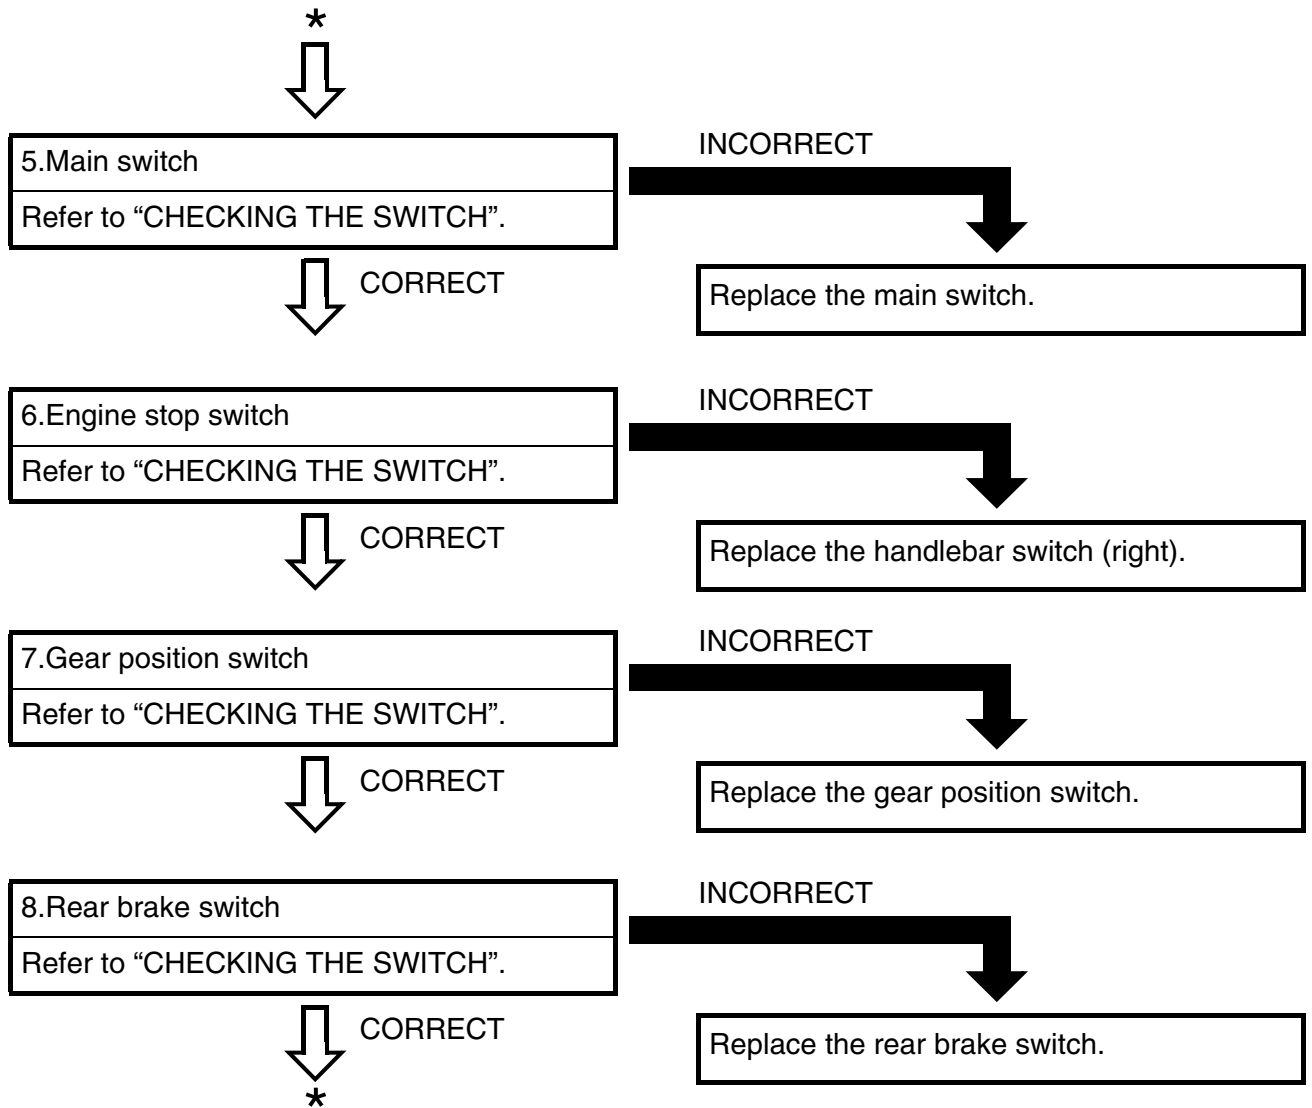 *
5.Main switch
Refer to “CHECKING THE SWITCH”.
INCORRECT
CORRECT
Replace the main switch.
6.Engine stop switch
Refer to “CHECKING THE SWITCH”.
INCORRECT
CORRECT
Replace the handlebar switch (right).
7.Gear position switch
Refer to “CHECKING THE SWITCH”.
INCORRECT
CORRECT
Replace the gear position switch.
8.Rear brake switch
Refer to “CHECKING THE SWITCH”.
INCORRECT
CORRECT
Replace the rear brake switch.
*